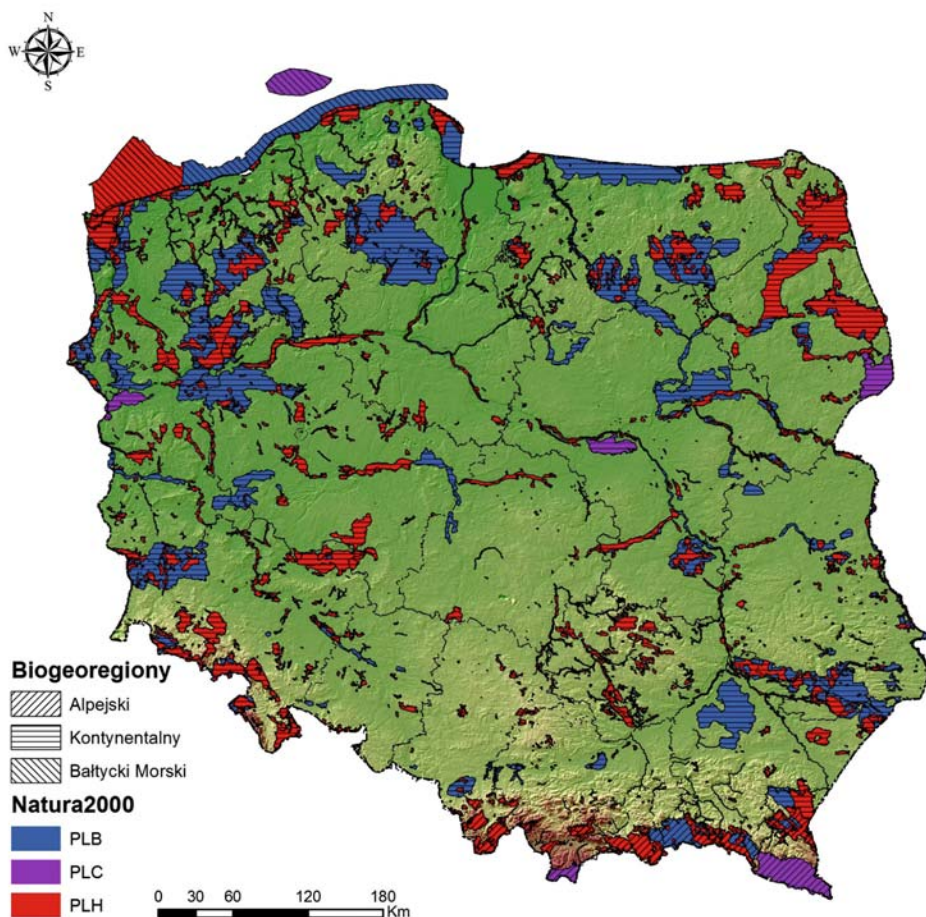 N
W E
S
Biogeoregiony
Alpejski
Kontynentalny
Bałtycki Morski
Natura2000
PLB
PLC
PLH
0 30 60 120 180
Km